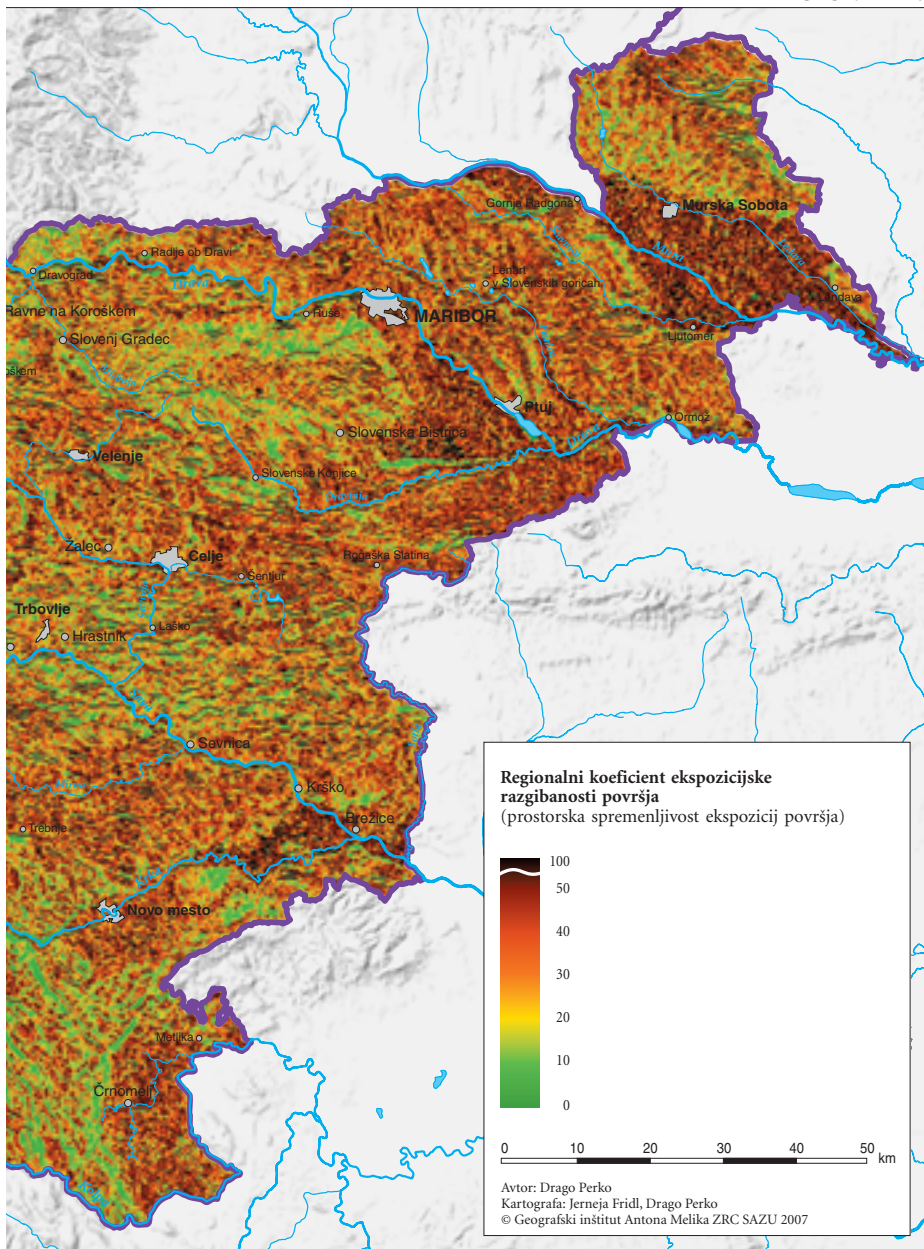 Murska Sobota
Gornja Radgona
Mura
Ledava
Radlje ob Dravi
Dravograd
Drava
Lenart
v Slovenskih goricah
Lendava
Ravne na Koroškem
Ruše
MARIBOR
Ljutomer
Slovenj Gradec
oškem
Ptuj
Ormož
Drava
Slovenska Bistrica
Velenje
Slovenske Konjice
Dravinja
Žalec
Celje
Rogaška Slatina
Šentjur
Trbovlje
Hrastnik
Laško
Sava
Sevnica
Krško
Mirna
Trebnje
Brežice
Krka
Novo mesto
Metlika
Črnomelj
Kolpa
Regionalni koeficient ekspozicijske
razgibanosti površja
(prostorska spremenljivost ekspozicij površja)
100
50
40
30
20
10
0
0 10 20 30 40 50
km
Avtor: Drago Perko
Kartografa: Jerneja Fridl, Drago Perko
© Geografski inštitut Antona Melika ZRC SAZU 2007